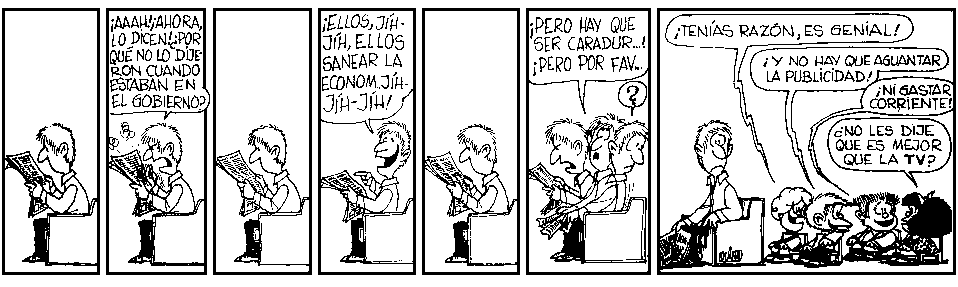 ¡AAAH!¡AHORA,
LO DICEN!¿POR
QUÉ NO LO DIJE
RON CUANDO
ESTABAN EN
EL GOBIERNO?
¡ELLOS, JÍH-
JÍH, ELLOS
SANEAR LA
ECONOM.JÍH-
JÍH-JÍH!
¡PERO HAY QUE
SER CARADUR...!
¡PERO POR FAV..
?
¡TENÍAS RAZÓN, ES GENIAL!
¡Y NO HAY QUE AGUANTAR
LA PUBLICIDAD!
¡NI GASTAR
CORRIENTE!
¿NO LES DIJE
QUE ES MEJOR
QUE LA TV?